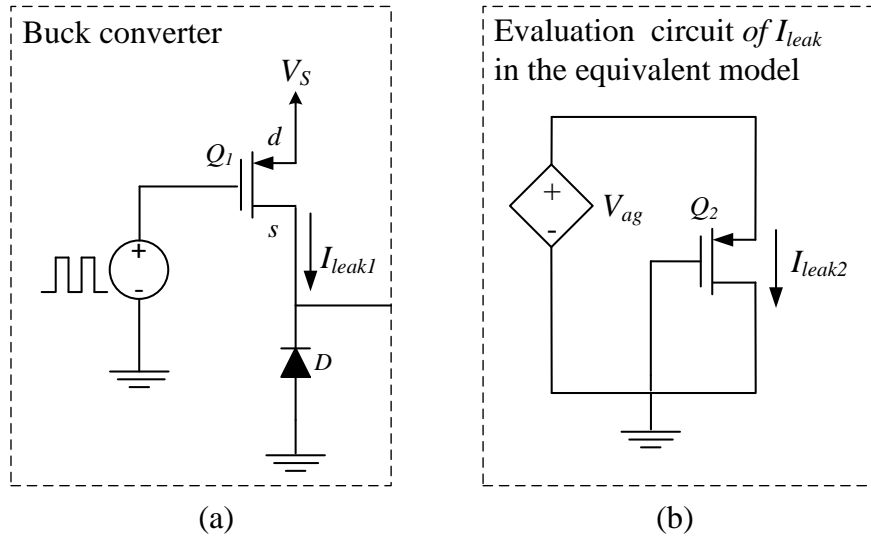 Buck converter
V_S
d
Q_1
s
+
-
I_leak1
D
(a)
Evaluation circuit of I_leak
in the equivalent model
+
-
V_ag
Q_2
I_leak2
(b)